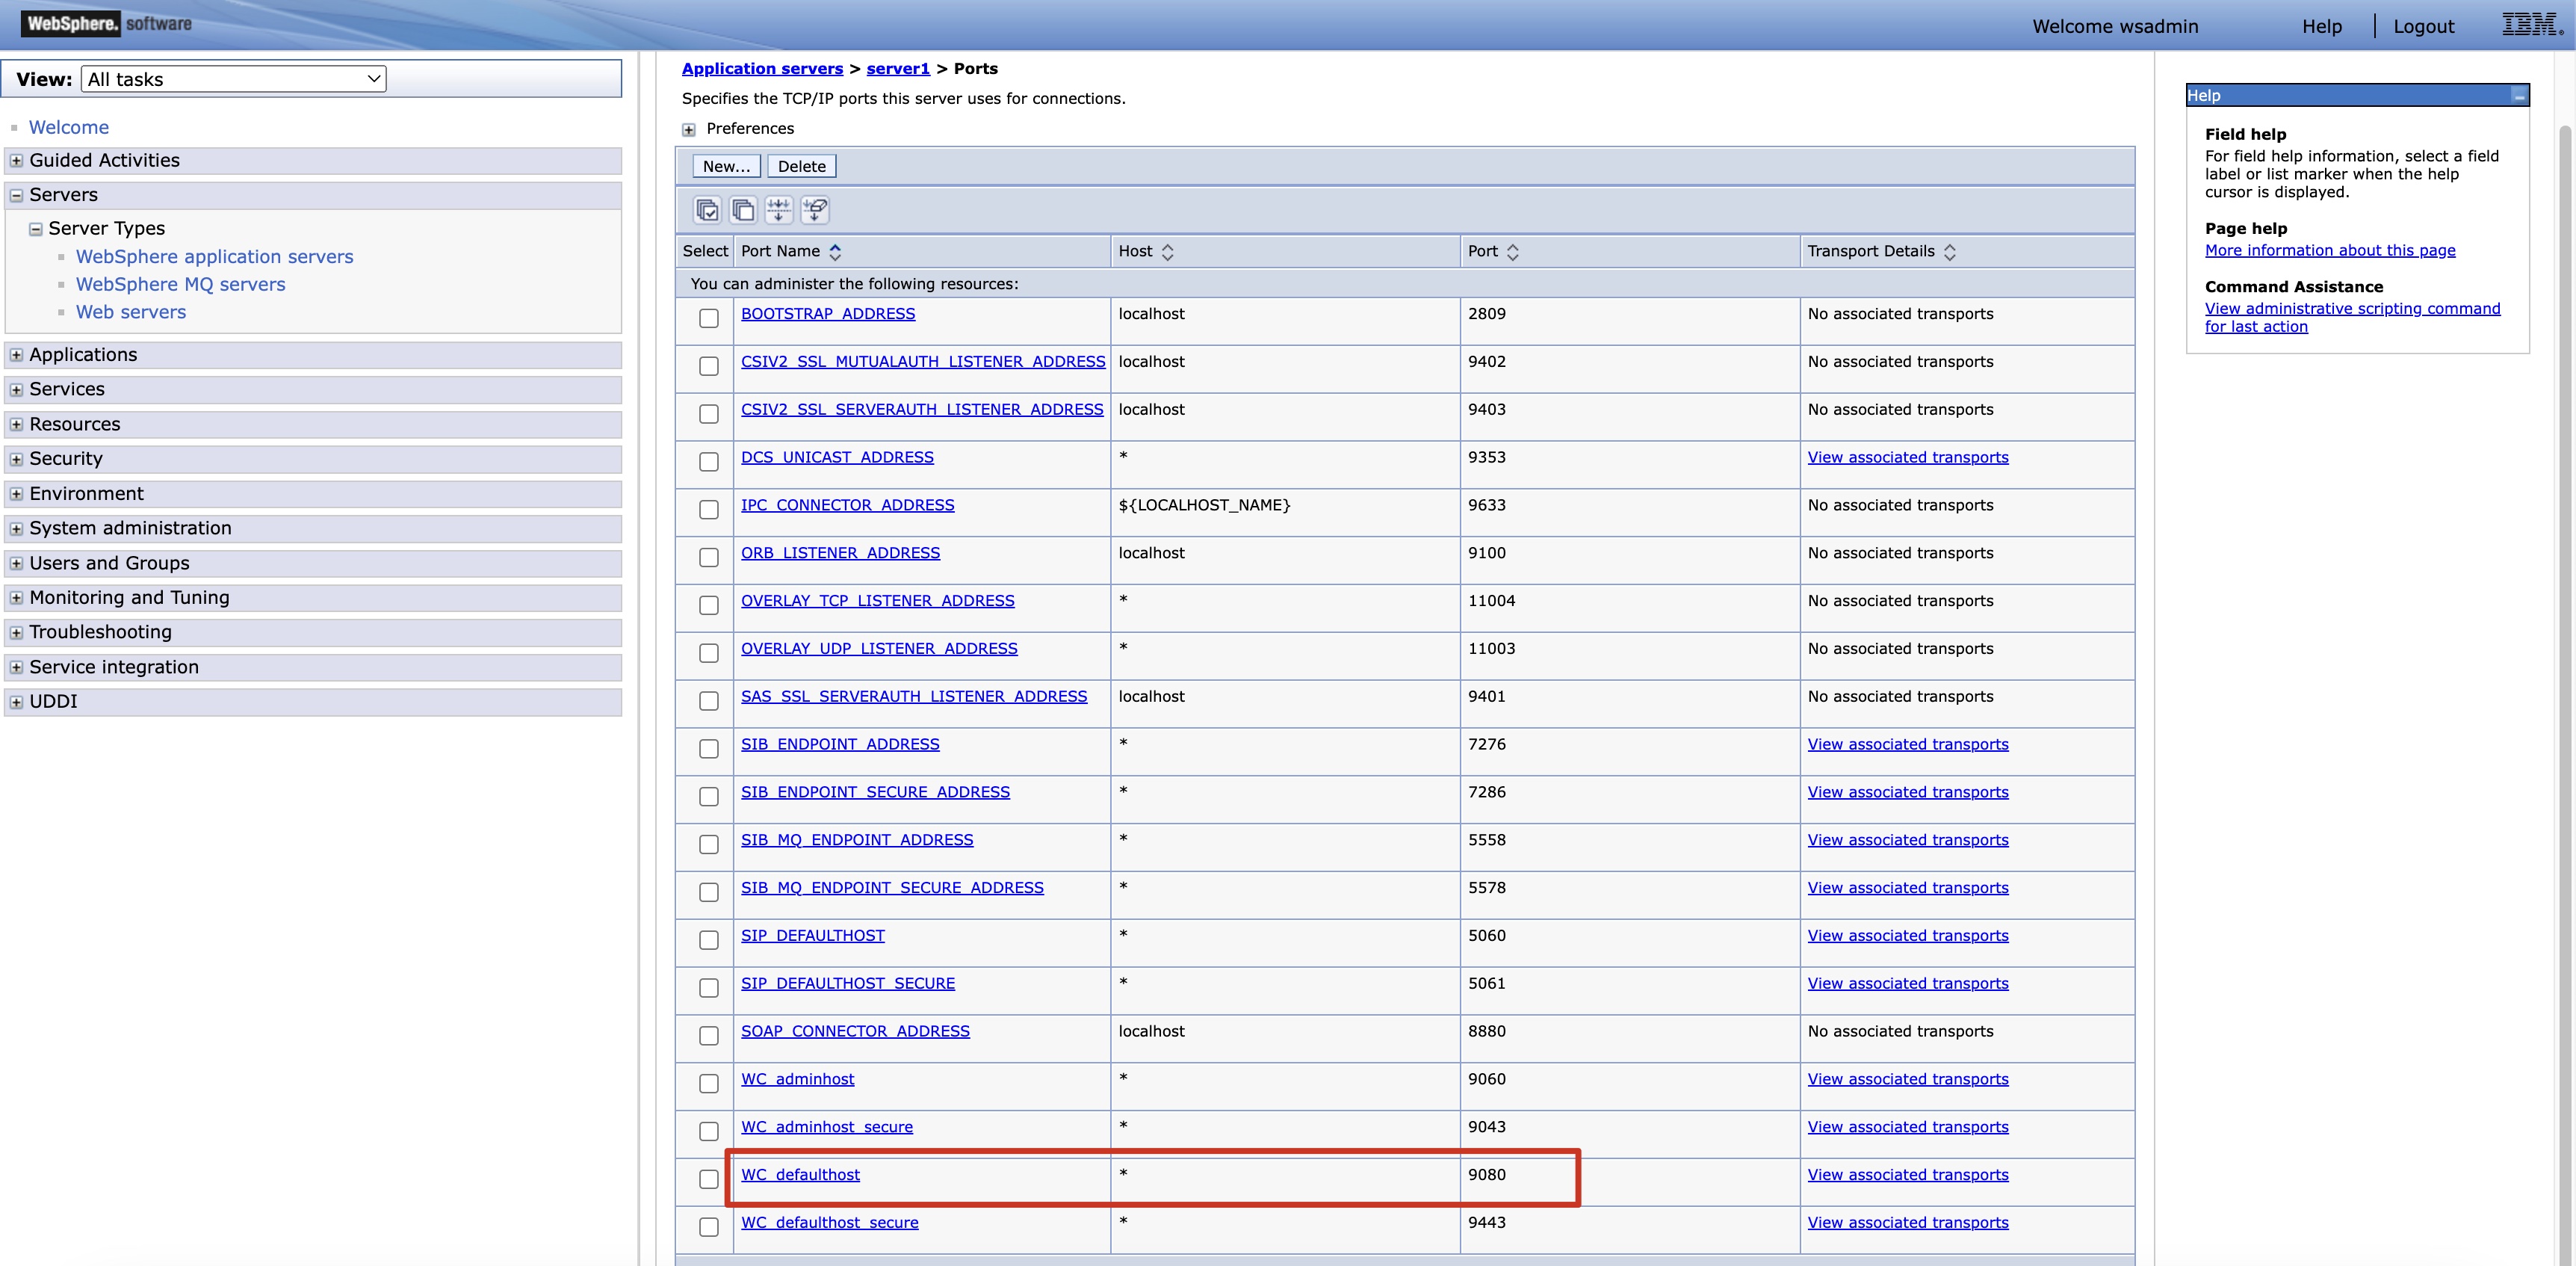 WebSphere. software
Welcome wsadmin
Help
Logout
IBM.
View: All tasks
Welcome
Guided Activities
Servers
Server Types
WebSphere application servers
WebSphere MQ servers
Web servers
Applications
Services
Resources
Security
Environment
System administration
Users and Groups
Monitoring and Tuning
Troubleshooting
Service integration
UDDI
Application servers > server1 > Ports
Specifies the TCP/IP ports this server uses for connections.
Preferences
New... Delete
Select Port Name Host Port Transport Details
You can administer the following resources:
BOOTSTRAP_ADDRESS localhost 2809 No associated transports
CSIV2_SSL_MUTUALAUTH_LISTENER_ADDRESS localhost 9402 No associated transports
CSIV2_SSL_SERVERAUTH_LISTENER_ADDRESS localhost 9403 No associated transports
DCS_UNICAST_ADDRESS * 9353 View associated transports
IPC_CONNECTOR_ADDRESS ${LOCALHOST_NAME} 9633 No associated transports
ORB_LISTENER_ADDRESS localhost 9100 No associated transports
OVERLAY_TCP_LISTENER_ADDRESS * 11004 No associated transports
OVERLAY_UDP_LISTENER_ADDRESS * 11003 No associated transports
SAS_SSL_SERVERAUTH_LISTENER_ADDRESS localhost 9401 No associated transports
SIB_ENDPOINT_ADDRESS * 7276 View associated transports
SIB_ENDPOINT_SECURE_ADDRESS * 7286 View associated transports
SIB_MQ_ENDPOINT_ADDRESS * 5558 View associated transports
SIB_MQ_ENDPOINT_SECURE_ADDRESS * 5578 View associated transports
SIP_DEFAULTHOST * 5060 View associated transports
SIP_DEFAULTHOST_SECURE * 5061 View associated transports
SOAP_CONNECTOR_ADDRESS localhost 8880 No associated transports
WC_adminhost * 9060 View associated transports
WC_adminhost_secure * 9043 View associated transports
WC_defaulthost * 9080 View associated transports
WC_defaulthost_secure * 9443 View associated transports
Help
Field help
For field help information, select a field
label or list marker when the help
cursor is displayed.
Page help
More information about this page
Command Assistance
View administrative scripting command
for last action